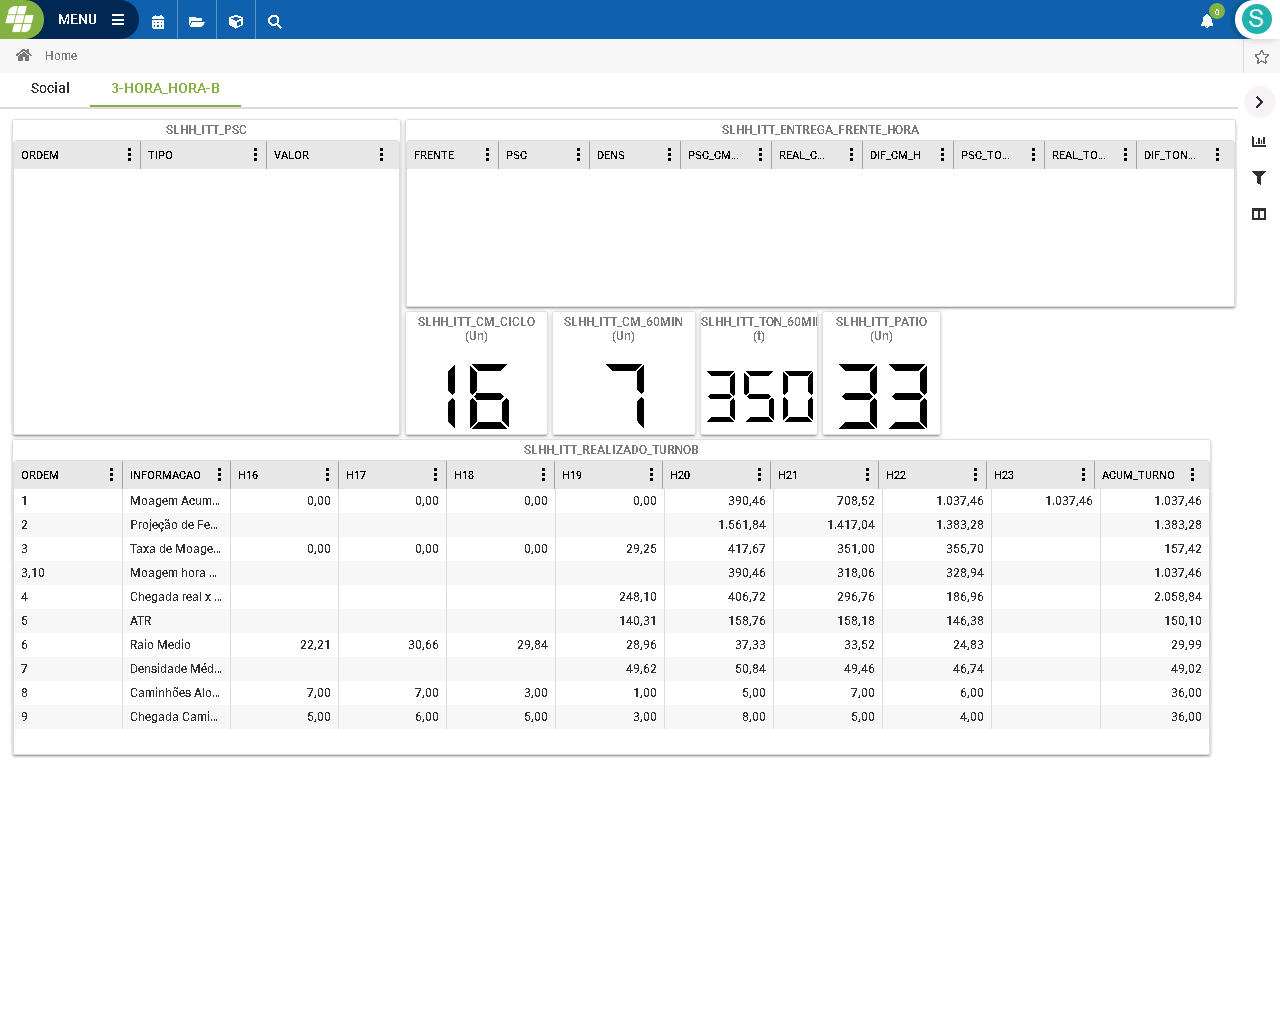 MENU
0
S
Home
Social 3-HORA_HORA-B
SLHH_ITT_PSC
ORDEM TIPO VALOR
SLHH_ITT_ENTREGA_FRENTE_HORA
FRENTE PSC DENS PSC_CM... REAL_C... DIF_CM_H PSC_TO... REAL_TO... DIF_TON...
SLHH_ITT_CM_CICLO
(Un)
16
SLHH_ITT_CM_60MIN
(Un)
7
SLHH_ITT_TON_60MI
(t)
350
SLHH_ITT_PATIO
(Un)
33
SLHH_ITT_REALIZADO_TURNOB
ORDEM INFORMACAO H16 H17 H18 H19 H20 H21 H22 H23 ACUM_TURNO
1 Moagem Acum... 0,00 0,00 0,00 0,00 390,46 708,52 1.037,46 1.037,46 1.037,46
2 Projeção de Fe... 1.561,84 1.417,04 1.383,28 1.383,28
3 Taxa de Moage... 0,00 0,00 0,00 29,25 417,67 351,00 355,70 157,42
3,10 Moagem hora ... 390,46 318,06 328,94 1.037,46
4 Chegada real x ... 248,10 406,72 296,76 186,96 2.058,84
5 ATR 140,31 158,76 158,18 146,38 150,10
6 Raio Medio 22,21 30,66 29,84 28,96 37,33 33,52 24,83 29,99
7 Densidade Méd... 49,62 50,84 49,46 46,74 49,02
8 Caminhões Alo... 7,00 7,00 3,00 1,00 5,00 7,00 6,00 36,00
9 Chegada Cami... 5,00 6,00 5,00 3,00 8,00 5,00 4,00 36,00